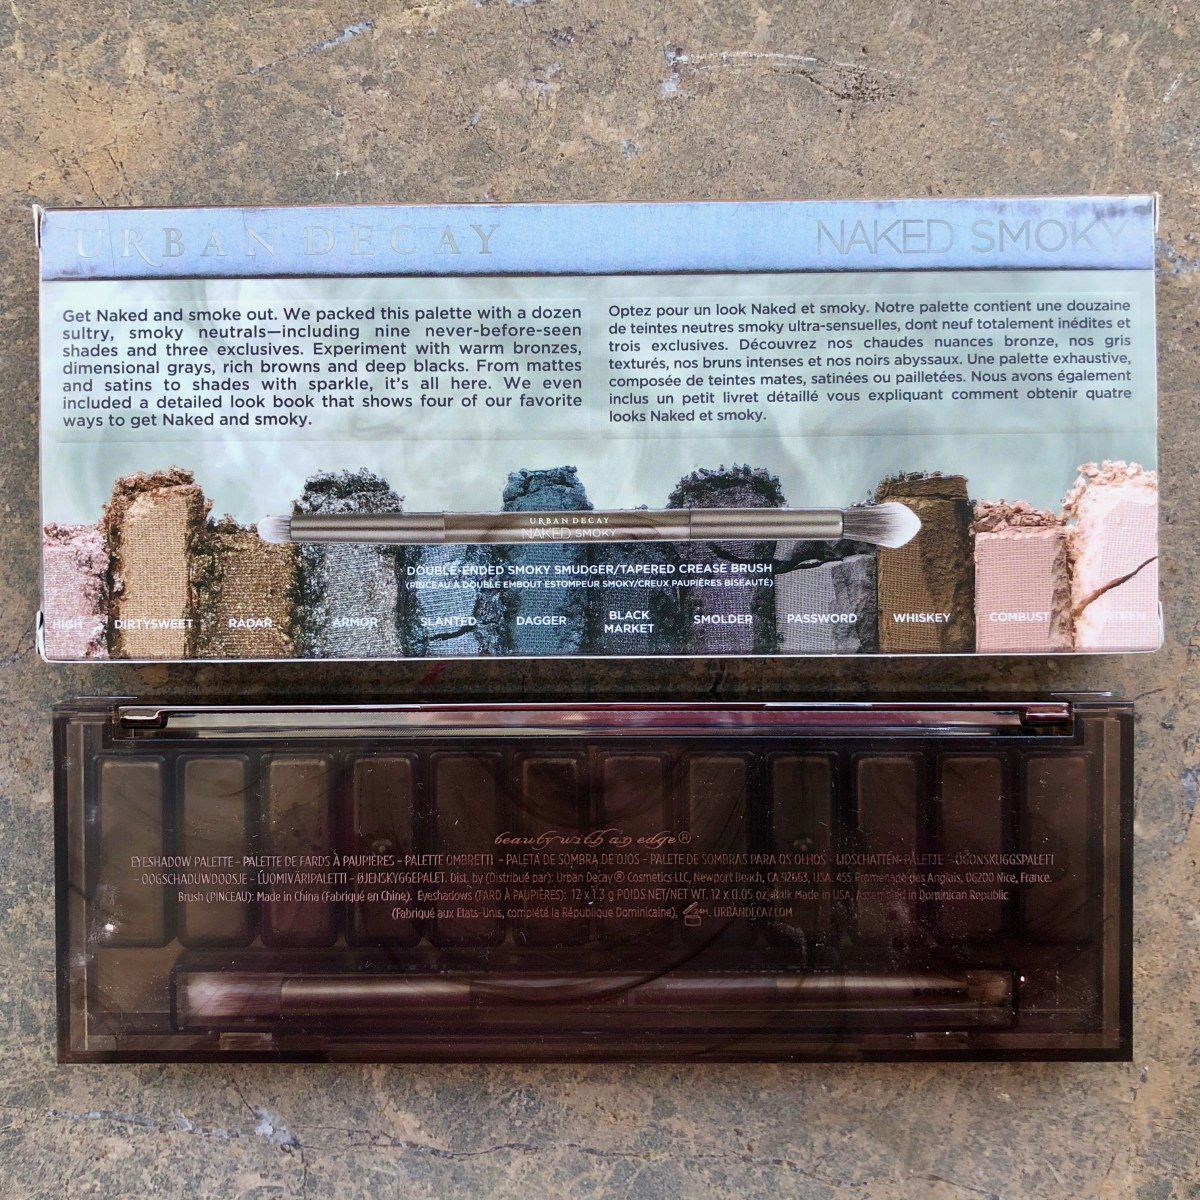 URBAN DECAY
NAKED SMOKY
Get Naked and smoke out. We packed this palette with a dozen
sultry, smoky neutrals—including nine never-before-seen
shades and three exclusives. Experiment with warm bronzes,
dimensional grays, rich browns and deep blacks. From mattes
and satins to shades with sparkle, it's all here. We even
included a detailed look book that shows four of our favorite
ways to get Naked and smoky.
Optez pour un look Naked et smoky. Notre palette contient une douzaine
de teintes neutres smoky ultra-sensuelles, dont neuf totalement inédites et
trois exclusives. Découvrez nos chaudes nuances bronze, nos gris
texturés, nos bruns intenses et nos noirs abyssaux. Une palette exhaustive,
composée de teintes mates, satinées ou pailletées. Nous avons également
inclus un petit livret détaillé vous expliquant comment obtenir quatre
looks Naked et smoky.
URBAN DECAY
NAKED SMOKY
DOUBLE-ENDED SMOKY SMUDGER/TAPERED CREASE BRUSH
(PINCEAU À DOUBLE EMBOUT ESTOMPEUR SMOKY/CREUX PAUPIÈRES BISEAUTÉ)
HIGH
DIRTYSWEET
RADAR
ARMOR
SLANTED
DAGGER
BLACK
MARKET
SMOLDER
PASSWORD
WHISKEY
COMBUST
beauty with an edge®
EYESHADOW PALETTE - PALETTE DE FARDS À PAUPIÈRES - PALETTE OMBRETTI - PALETA DE SOMBRA DE OJOS - PALETE DE SOMBRAS PARA OS OLHOS - LIDSCHATTEN-PALETTE - ÖGONSKUGGSPALETT
- OOGSCHADUWDOOSJE - LUOMIVÄRIPALETTI - ØJENSKYGGEPALET. Dist. by (Distribué par): Urban Decay® Cosmetics LLC, Newport Beach, CA 92663, USA. 455 Promenade des Anglais, 06200 Nice, France.
Brush (PINCEAU): Made in China (Fabriqué en Chine). Eyeshadows (FARD À PAUPIÈRES): 12 x 1.3 g POIDS NET/NET WT. 12 x 0.05 oz. Made in USA, Assembled in Dominican Republic
(Fabriqué aux Etats-Unis, complété la République Dominicaine). 24M. URBANDECAY.COM